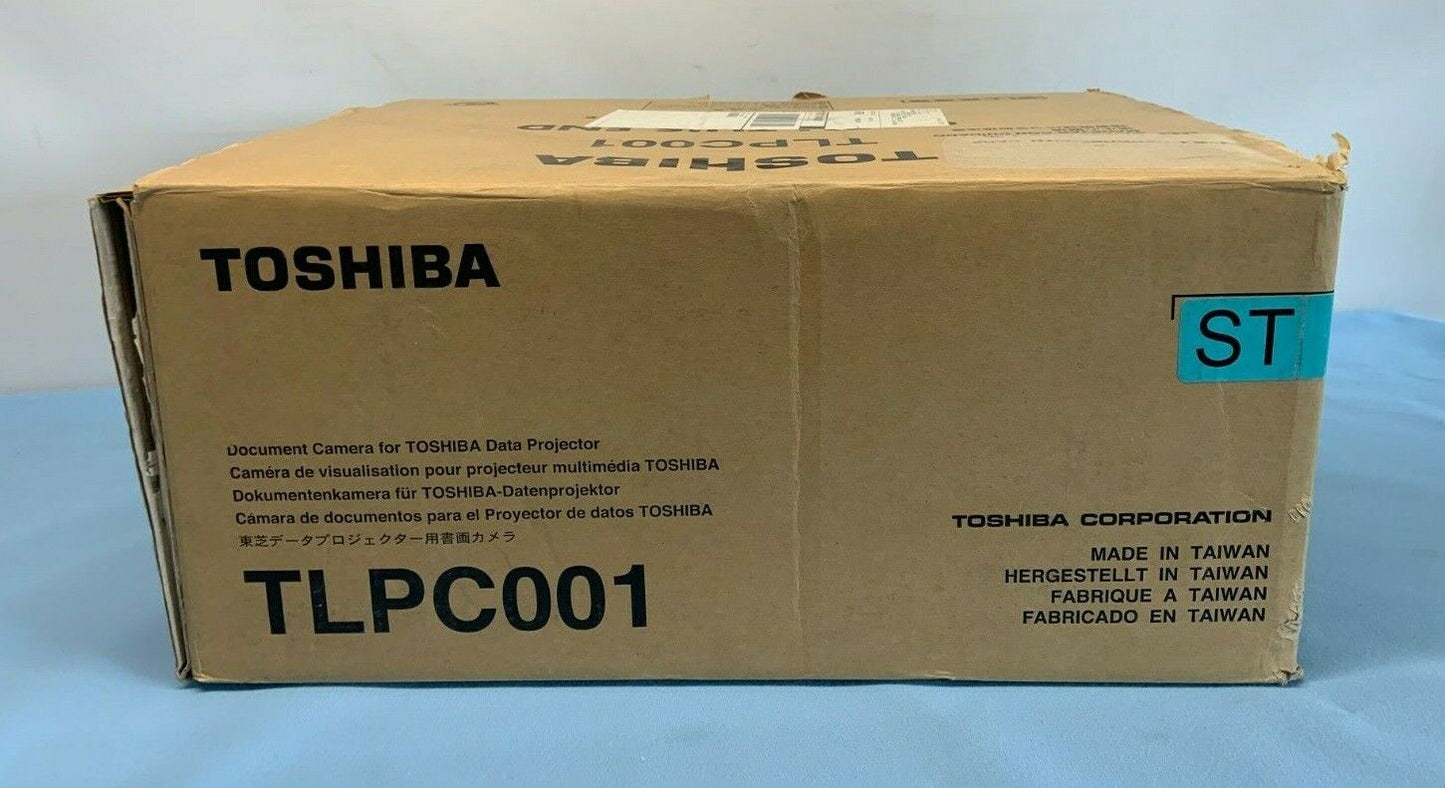 TOSHIBA
TLPC001
END
TOSHIBA
ST
Document Camera for TOSHIBA Data Projector
Caméra de visualisation pour projecteur multimédia TOSHIBA
Dokumentenkamera für TOSHIBA-Datenprojektor
Cámara de documentos para el Proyector de datos TOSHIBA
東芝データプロジェクター用書画カメラ
TLPC001
TOSHIBA CORPORATION
MADE IN TAIWAN
HERGESTELLT IN TAIWAN
FABRIQUE A TAIWAN
FABRICADO EN TAIWAN